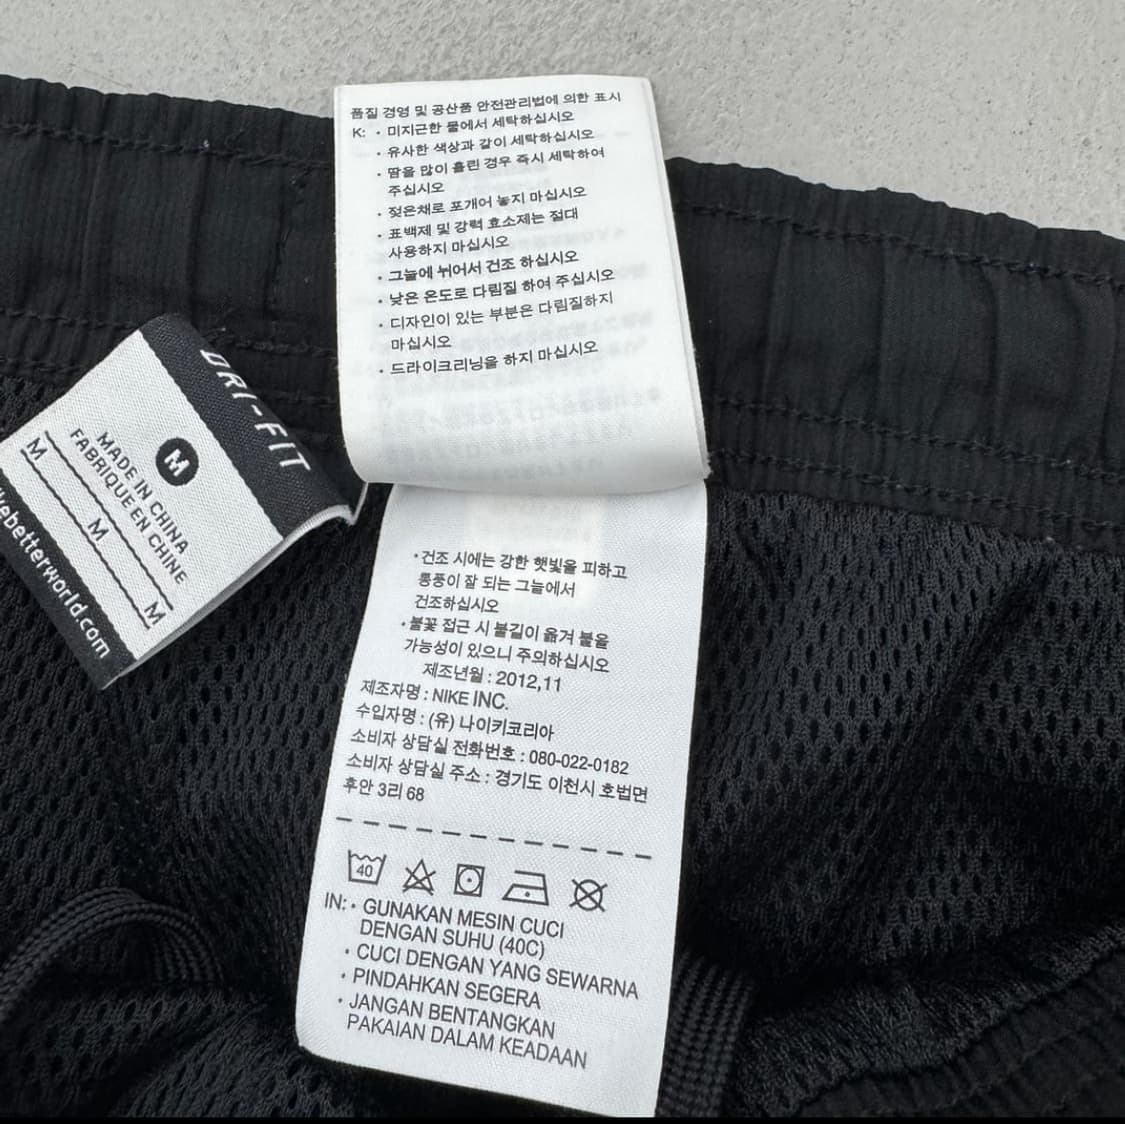 품질 경영 및 공산품 안전관리법에 의한 표시
K: • 미지근한 물에서 세탁하십시오
• 유사한 색상과 같이 세탁하십시오
• 땀을 많이 흘린 경우 즉시 세탁하여
주십시오
• 젖은채로 포개어 놓지 마십시오
• 표백제 및 강력 효소제는 절대
사용하지 마십시오
• 그늘에 뉘어서 건조 하십시오
• 낮은 온도로 다림질 하여 주십시오
• 디자인이 있는 부분은 다림질하지
마십시오
• 드라이크리닝을 하지 마십시오
DRI-FIT
M
MADE IN CHINA
FABRIQUE EN CHINE
M M M
kebetterworld.com
•건조 시에는 강한 햇빛을 피하고
통풍이 잘 되는 그늘에서
건조하십시오
•불꽃 접근 시 불길이 옮겨 붙을
가능성이 있으니 주의하십시오
제조년월 : 2012,11
제조자명 : NIKE INC.
수입자명 : (유) 나이키코리아
소비자 상담실 전화번호 : 080-022-0182
소비자 상담실 주소 : 경기도 이천시 호법면
후안 3리 68
40
IN: • GUNAKAN MESIN CUCI
DENGAN SUHU (40C)
• CUCI DENGAN YANG SEWARNA
• PINDAHKAN SEGERA
• JANGAN BENTANGKAN
PAKAIAN DALAM KEADAAN